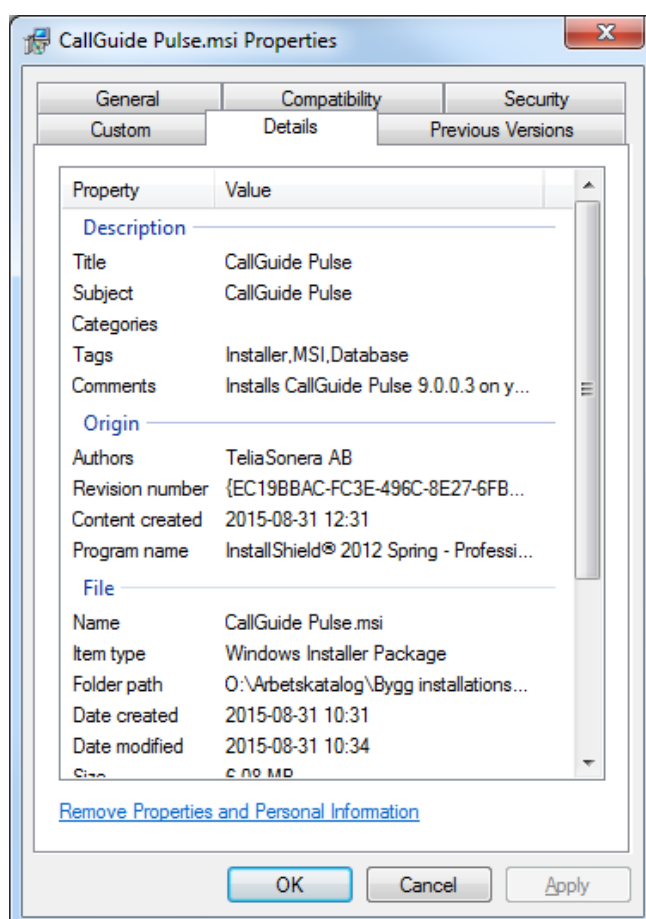 CallGuide Pulse.msi Properties
General Compatibility Security
Custom Details Previous Versions
Property Value
Description
Title CallGuide Pulse
Subject CallGuide Pulse
Categories
Tags Installer,MSI,Database
Comments Installs CallGuide Pulse 9.0.0.3 on y...
Origin
Authors TeliaSonera AB
Revision number {EC19BBAC-FC3E-496C-8E27-6FB...
Content created 2015-08-31 12:31
Program name InstallShield® 2012 Spring - Professi...
File
Name CallGuide Pulse.msi
Item type Windows Installer Package
Folder path O:\Arbetskatalog\Bygg installations...
Date created 2015-08-31 10:31
Date modified 2015-08-31 10:34
Size 6,08 MB
Remove Properties and Personal Information
OK Cancel Apply